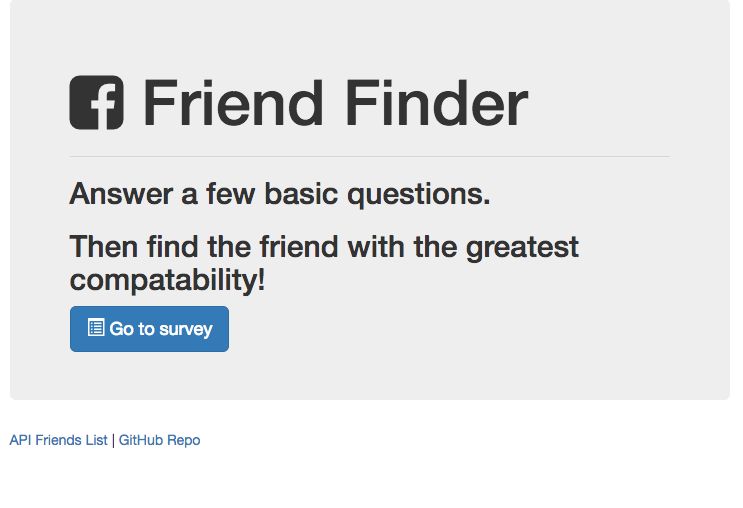 Friend Finder
Answer a few basic questions.
Then find the friend with the greatest
compatability!
Go to survey
API Friends List | GitHub Repo